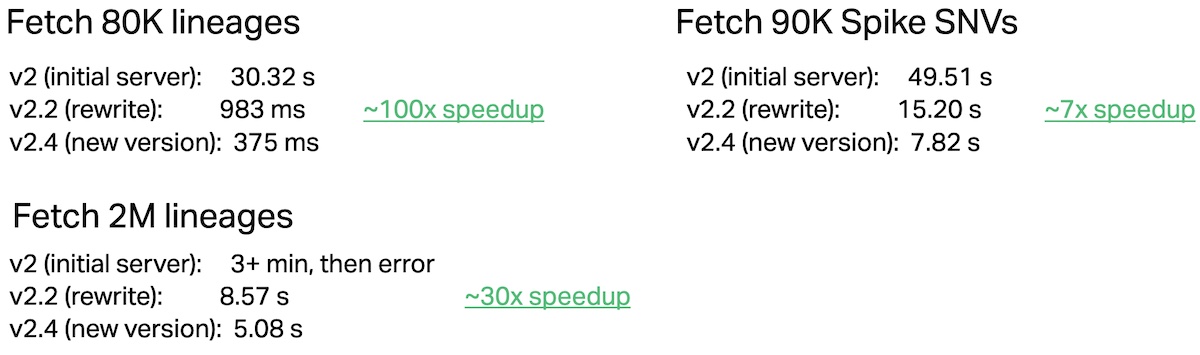 Fetch 80K lineages
v2 (initial server): 30.32 s
v2.2 (rewrite): 983 ms ~100x speedup
v2.4 (new version): 375 ms
Fetch 90K Spike SNVs
v2 (initial server): 49.51 s
v2.2 (rewrite): 15.20 s ~7x speedup
v2.4 (new version): 7.82 s
Fetch 2M lineages
v2 (initial server): 3+ min, then error
v2.2 (rewrite): 8.57 s ~30x speedup
v2.4 (new version): 5.08 s